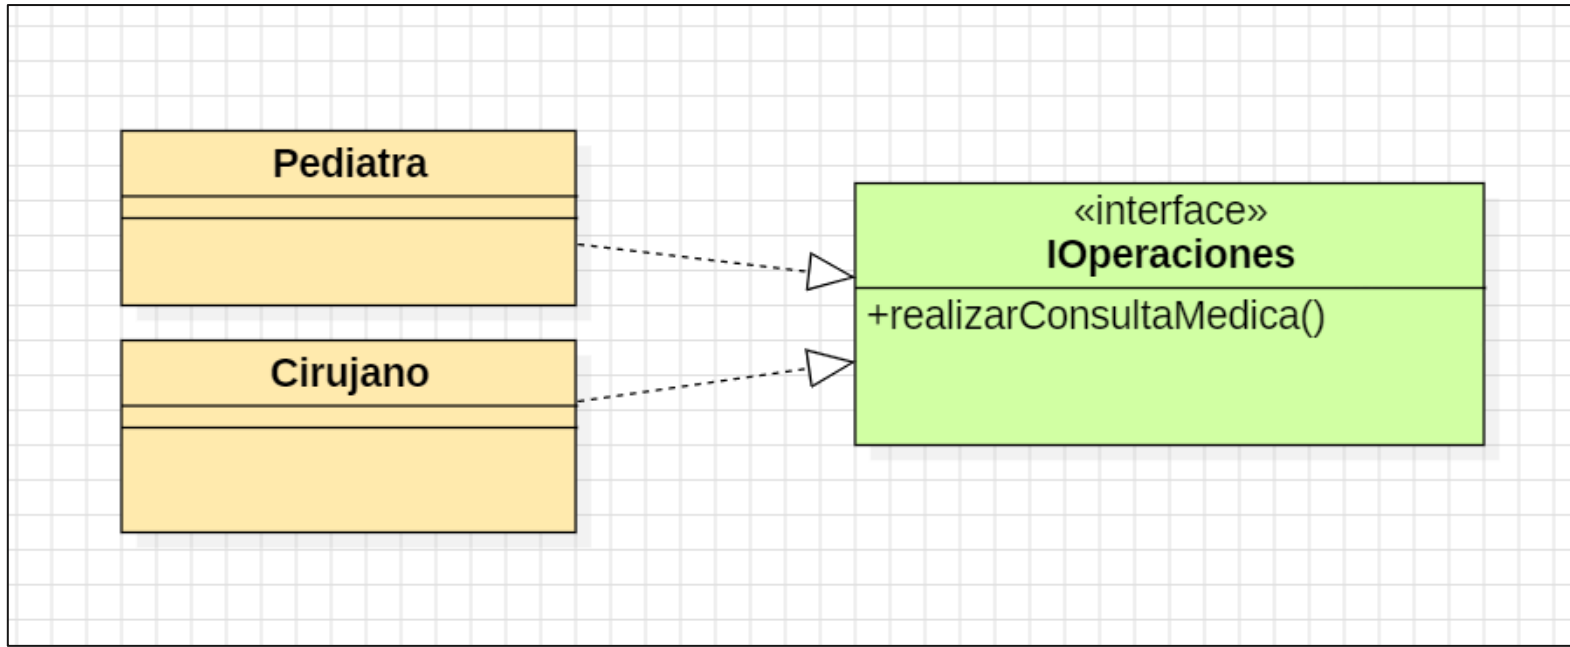 Pediatra
Cirujano
«interface»
IOperaciones
+realizarConsultaMedica()